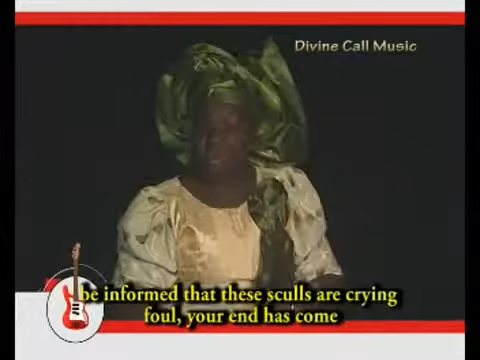 Divine Call Music
be informed that these sculls are crying
foul, your end has come